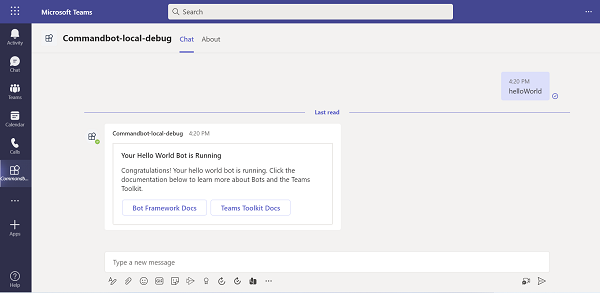 Microsoft Teams
Search
Activity
Chat
Teams
Calendar
Calls
Commandb...
Apps
Help
Commandbot-local-debug
Chat
About
4:20 PM
helloWorld
Last read
Commandbot-local-debug 4:20 PM
Your Hello World Bot is Running
Congratulations! Your hello world bot is running. Click the
documentation below to learn more about Bots and the Teams
Toolkit.
Bot Framework Docs
Teams Toolkit Docs
Type a new message
GIF